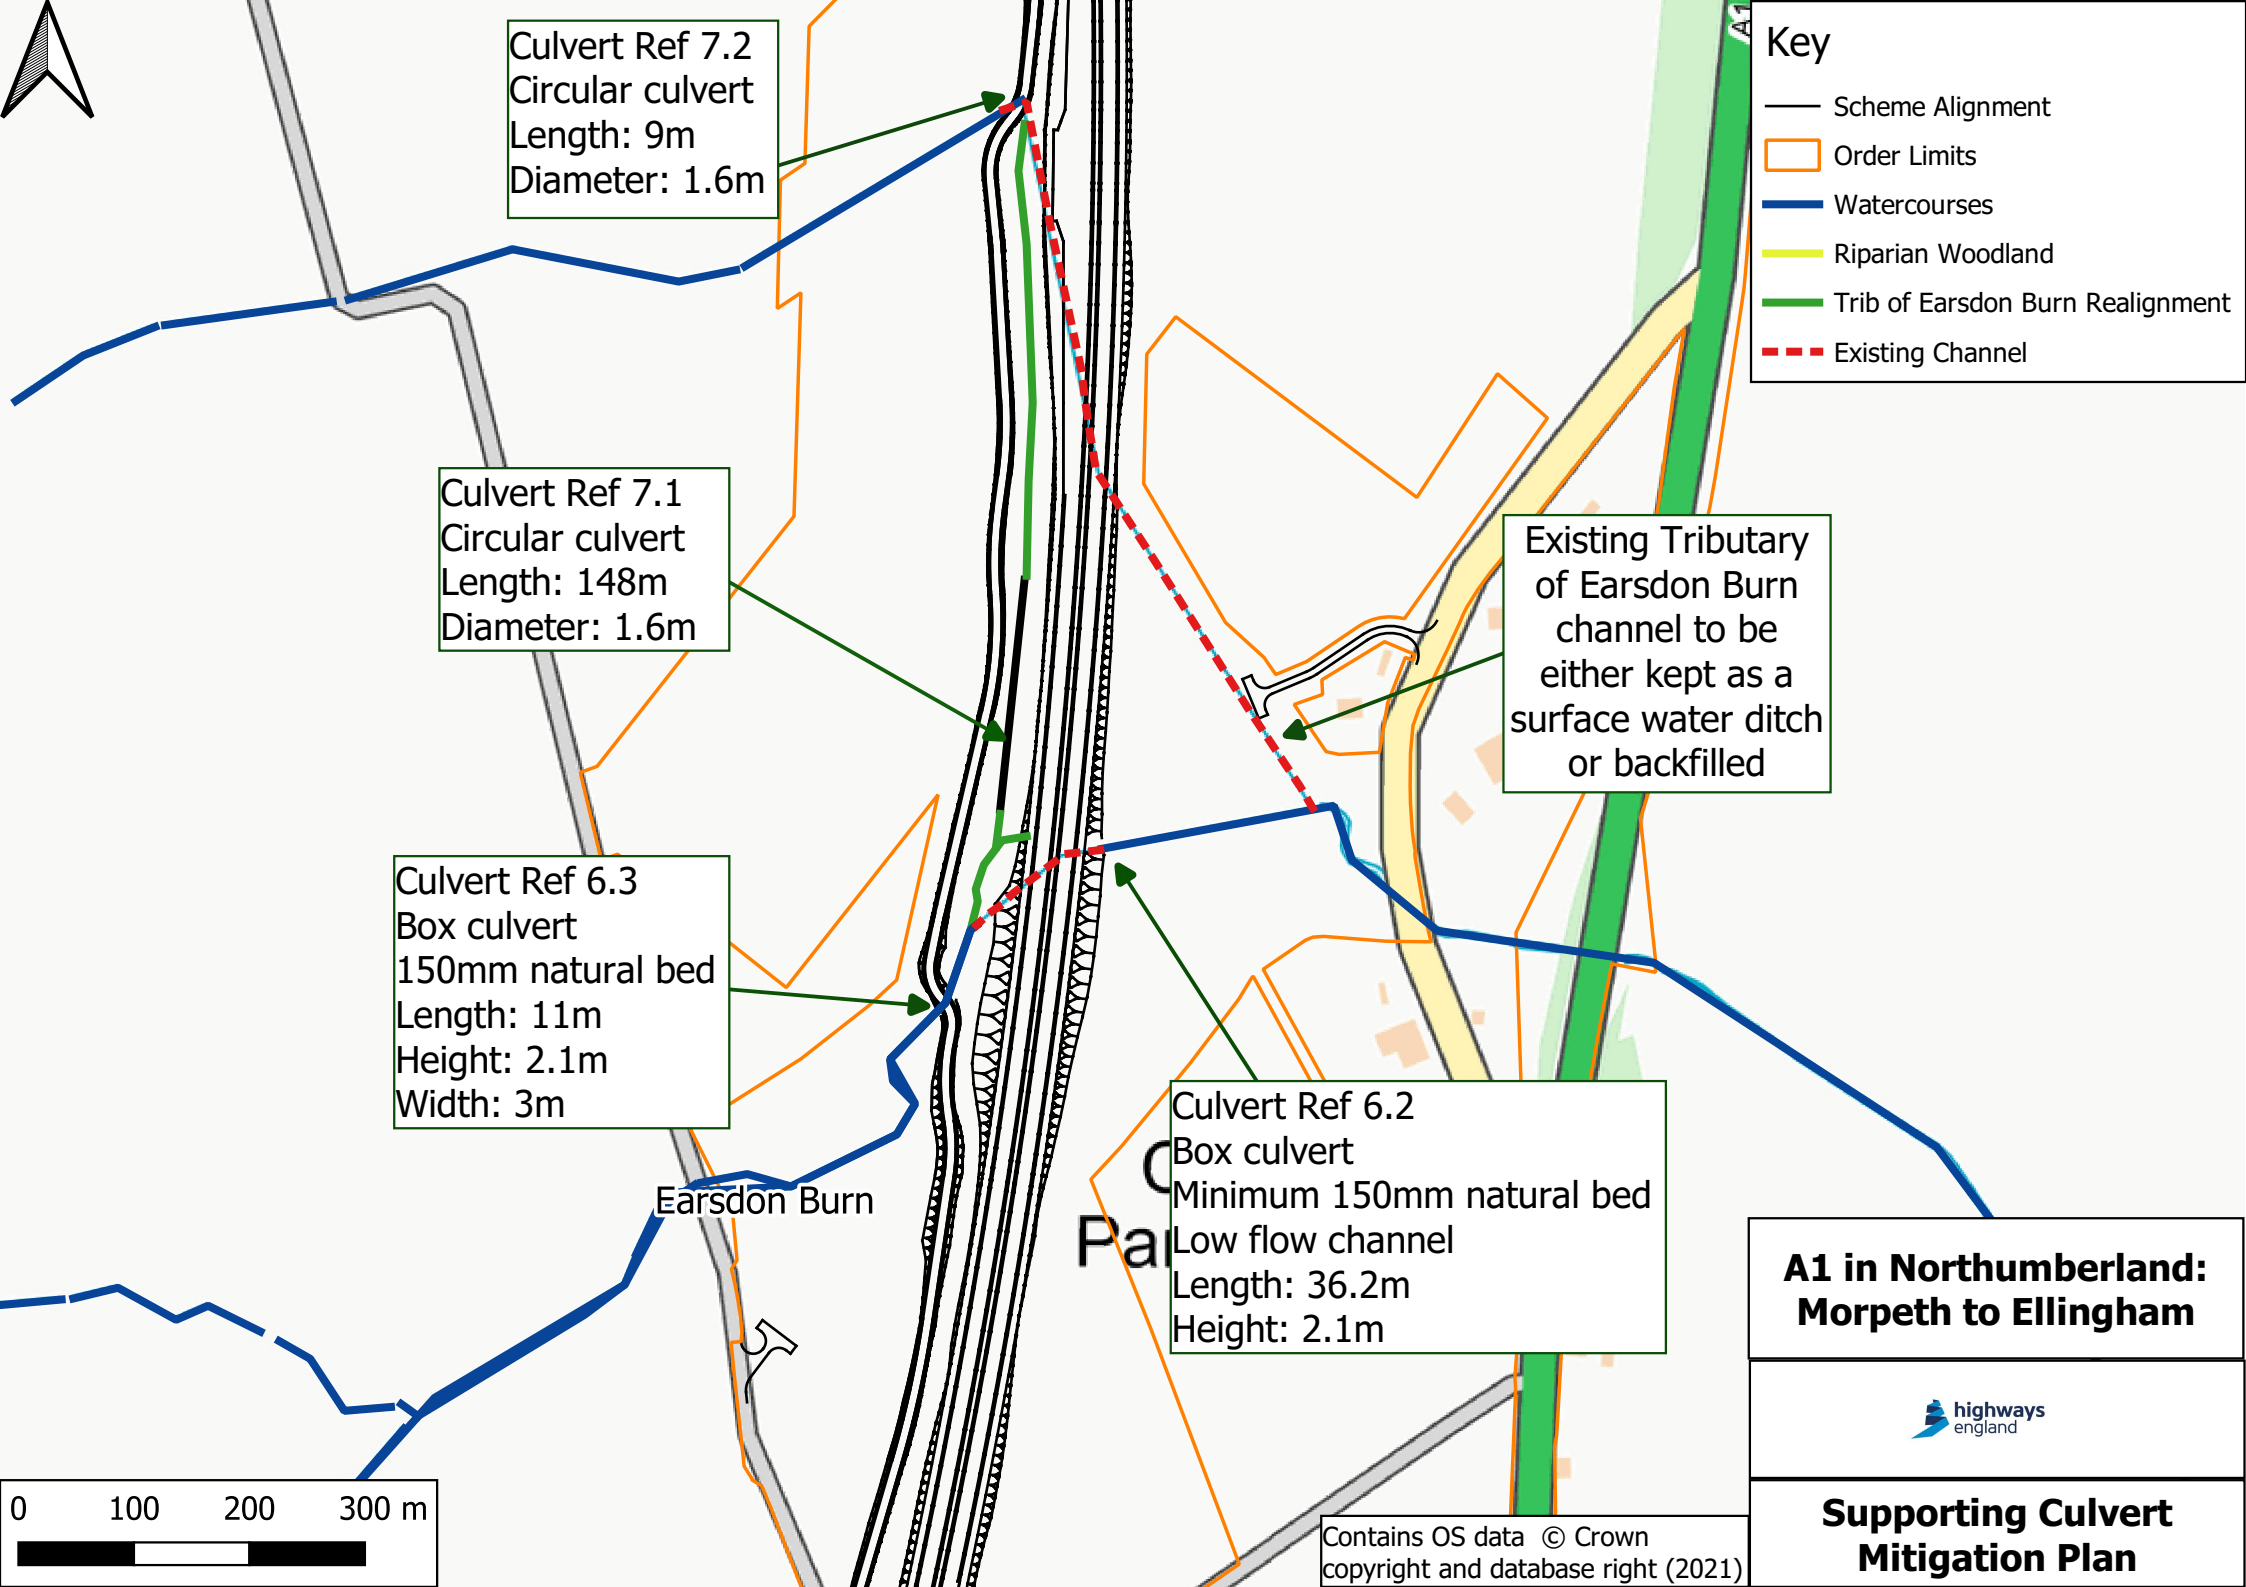 Culvert Ref 7.2
Circular culvert
Length: 9m
Diameter: 1.6m
A1
Key
Scheme Alignment
Order Limits
Watercourses
Riparian Woodland
Trib of Earsdon Burn Realignment
Existing Channel
Culvert Ref 7.1
Circular culvert
Length: 148m
Diameter: 1.6m
Existing Tributary
of Earsdon Burn
channel to be
either kept as a
surface water ditch
or backfilled
Culvert Ref 6.3
Box culvert
150mm natural bed
Length: 11m
Height: 2.1m
Width: 3m
Earsdon Burn
Culvert Ref 6.2
Box culvert
Minimum 150mm natural bed
Low flow channel
Length: 36.2m
Height: 2.1m
A1 in Northumberland:
Morpeth to Ellingham
highways
england
Supporting Culvert
Mitigation Plan
0 100 200 300 m
Contains OS data © Crown
copyright and database right (2021)